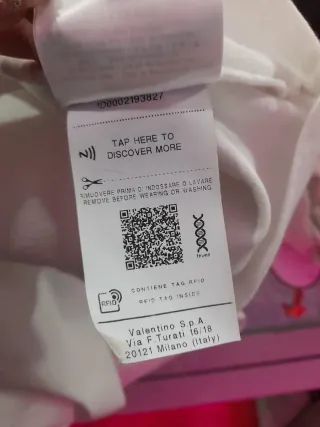 ID0002193827
TAP HERE TO
DISCOVER MORE
RIMUOVERE PRIMA DI INDOSSARE O LAVARE
REMOVE BEFORE WEARING OR WASHING
CONTIENE TAG RFID
RFID
RFID TAG INSIDE
Valentino S.p.A
Via F.Turati 16/18
20121 Milano (Italy)